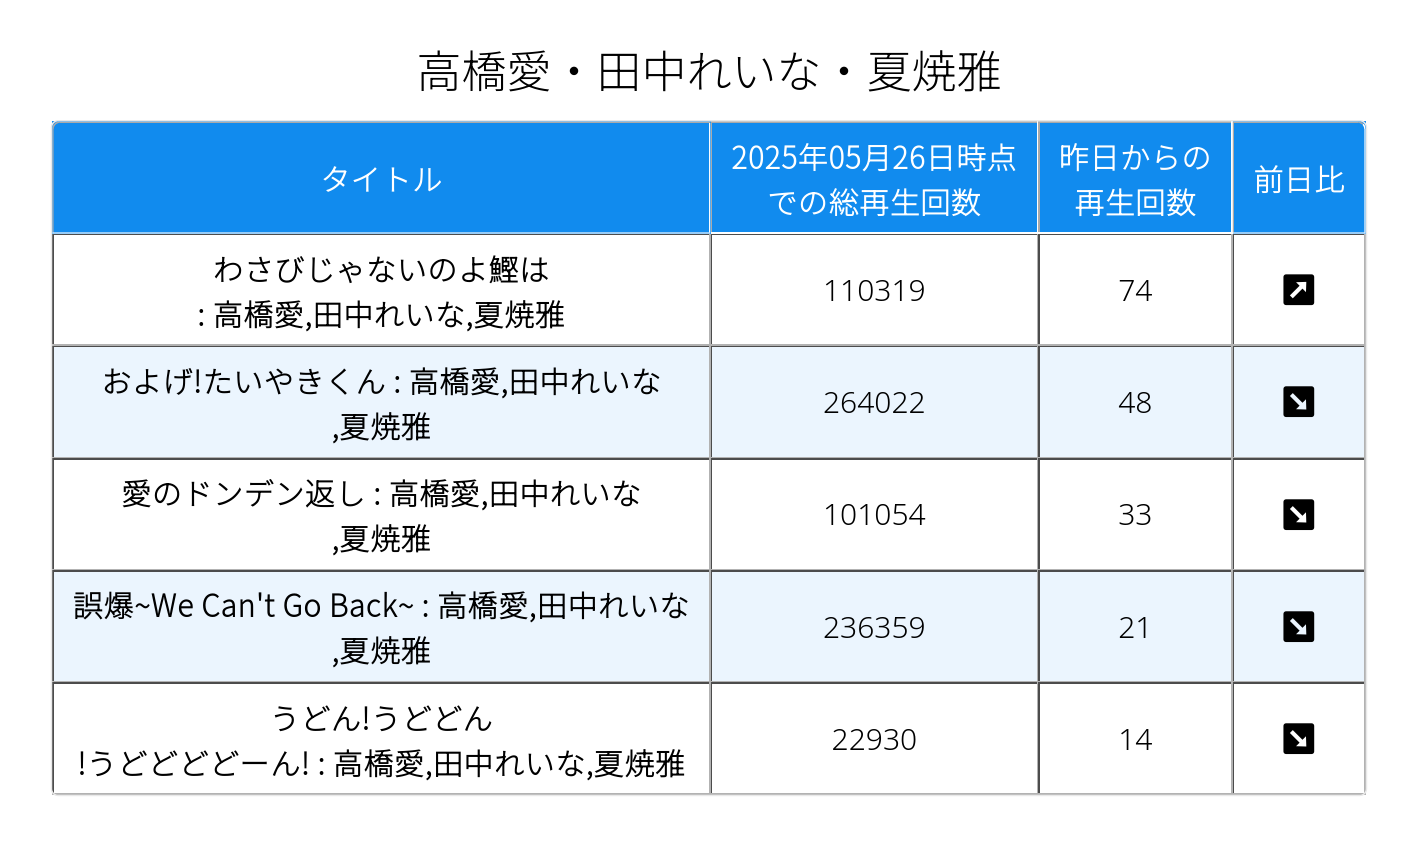 高橋愛・田中れいな・夏焼雅
タイトル
2025年05月26日時点
での総再生回数
昨日からの
再生回数
前日比
わさびじゃないのよ鰹は
: 高橋愛,田中れいな,夏焼雅
110319
74
およげ!たいやきくん : 高橋愛,田中れいな
,夏焼雅
264022
48
愛のドンデン返し : 高橋愛,田中れいな
,夏焼雅
101054
33
誤爆~We Can't Go Back~ : 高橋愛,田中れいな
,夏焼雅
236359
21
うどん!うどどん
!うどどどどーん! : 高橋愛,田中れいな,夏焼雅
22930
14